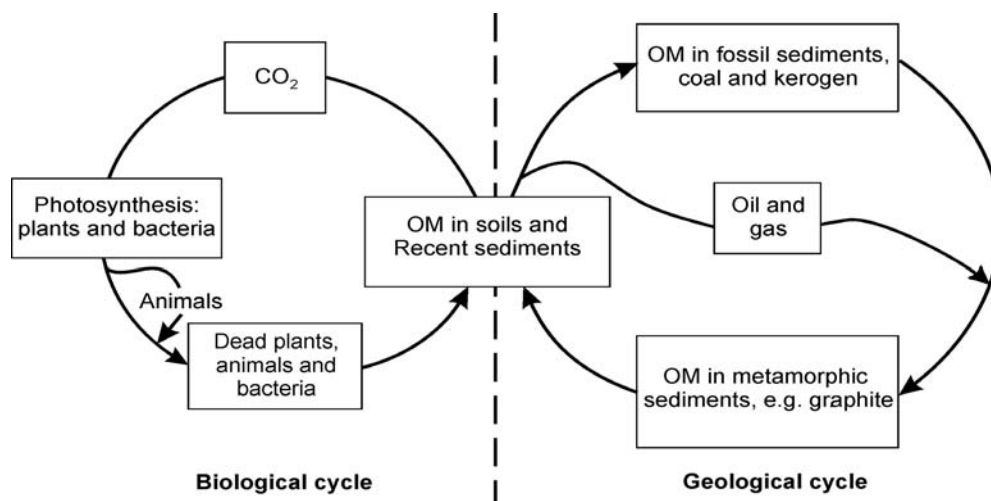 CO₂
Photosynthesis:
plants and bacteria
Animals
Dead plants,
animals and
bacteria
OM in soils and
Recent sediments
OM in fossil sediments,
coal and kerogen
Oil and
gas
OM in metamorphic
sediments, e.g. graphite
Biological cycle
Geological cycle